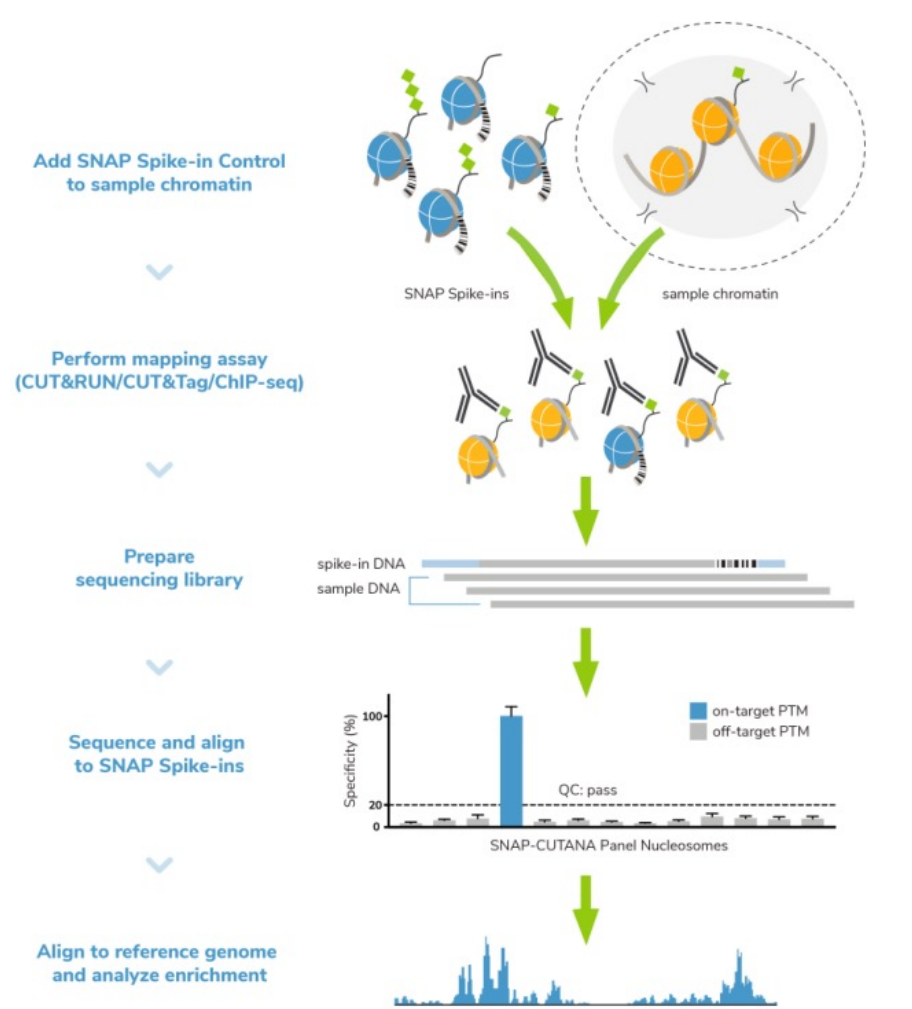 Add SNAP Spike-in Control
to sample chromatin
SNAP Spike-ins
sample chromatin
Perform mapping assay
(CUT&RUN/CUT&Tag/ChIP-seq)
Prepare
sequencing library
spike-in DNA
sample DNA
Sequence and align
to SNAP Spike-ins
Specificity (%)
100
20
0
on-target PTM
off-target PTM
QC: pass
SNAP-CUTANA Panel Nucleosomes
Align to reference genome
and analyze enrichment